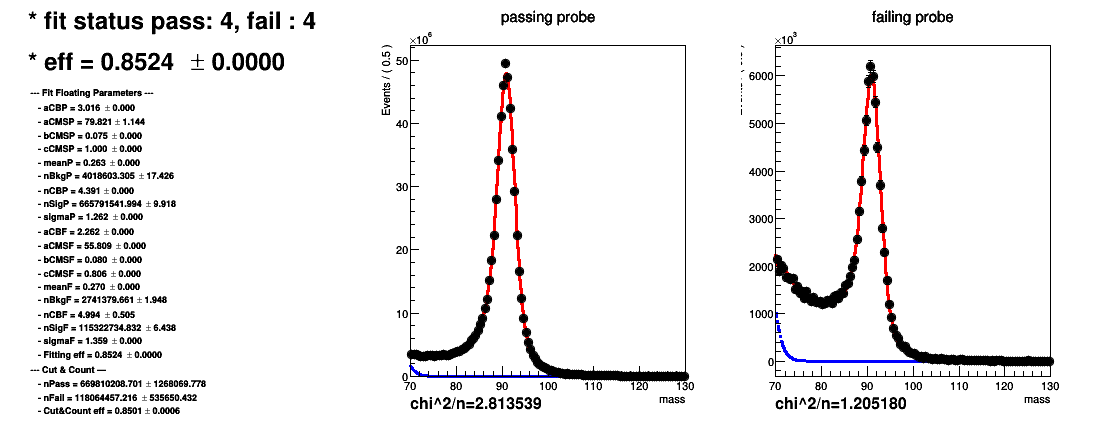 * fit status pass: 4, fail : 4
* eff = 0.8524 ± 0.0000
--- Fit Floating Parameters ---
- aCBP = 3.016 ± 0.000
- aCMSP = 79.821 ± 1.144
- bCMSP = 0.075 ± 0.000
- cCMSP = 1.000 ± 0.000
- meanP = 0.263 ± 0.000
- nBkgP = 4018603.305 ± 17.426
- nCBP = 4.391 ± 0.000
- nSigP = 665791541.994 ± 9.918
- sigmaP = 1.262 ± 0.000
- aCBF = 2.262 ± 0.000
- aCMSF = 55.809 ± 0.000
- bCMSF = 0.080 ± 0.000
- cCMSF = 0.806 ± 0.000
- meanF = 0.270 ± 0.000
- nBkgF = 2741379.661 ± 1.948
- nCBF = 4.994 ± 0.505
- nSigF = 115322734.832 ± 6.438
- sigmaF = 1.359 ± 0.000
- Fitting eff = 0.8524 ± 0.0000
--- Cut & Count ---
- nPass = 669810208.701 ± 1268069.778
- nFail = 118064457.216 ± 535650.432
- Cut&Count eff = 0.8501 ± 0.0006
passing probe
×10⁶
Events / ( 0.5 )
50
40
30
20
10
0
70 80 90 100 110 120 130
mass
chi^2/n=2.813539
failing probe
×10³
6000
5000
4000
3000
2000
1000
0
70 80 90 100 110 120 130
mass
chi^2/n=1.205180